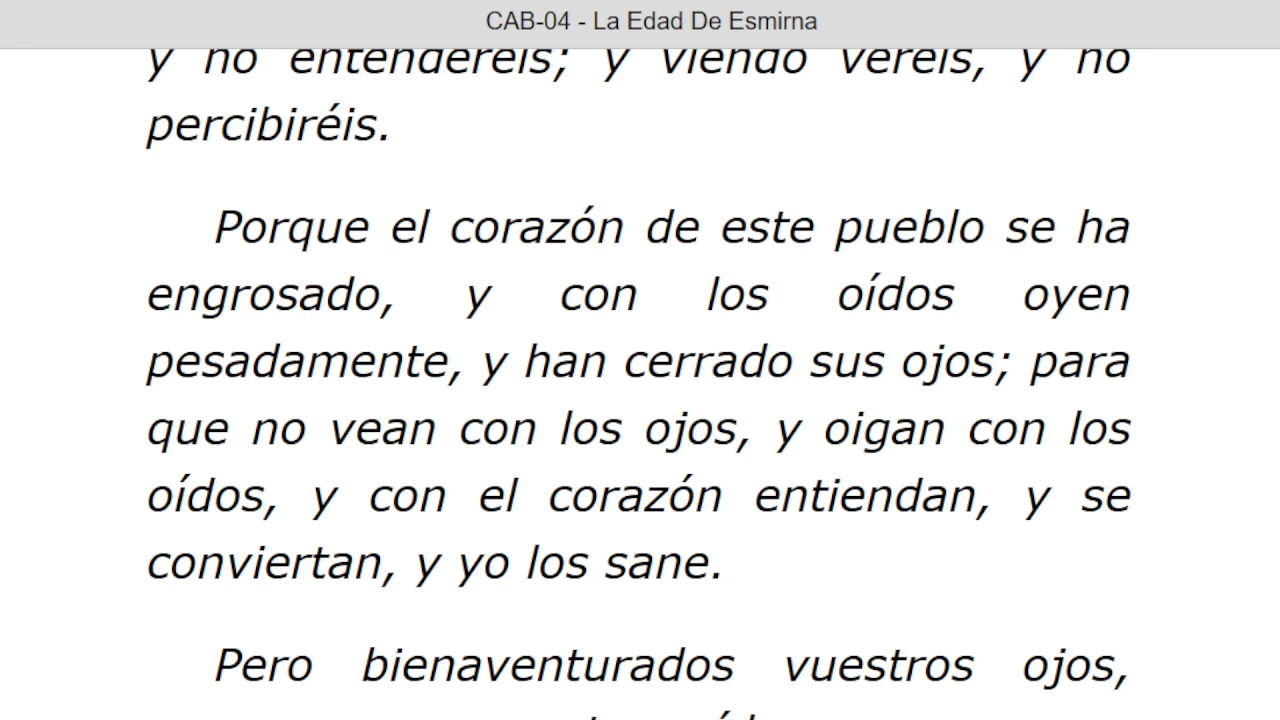 CAB-04 - La Edad De Esmirna
y no entenderéis; y viendo veréis, y no
percibiréis.
Porque el corazón de este pueblo se ha
engrosado, y con los oídos oyen
pesadamente, y han cerrado sus ojos; para
que no vean con los ojos, y oigan con los
oídos, y con el corazón entiendan, y se
conviertan, y yo los sane.
Pero bienaventurados vuestros ojos,